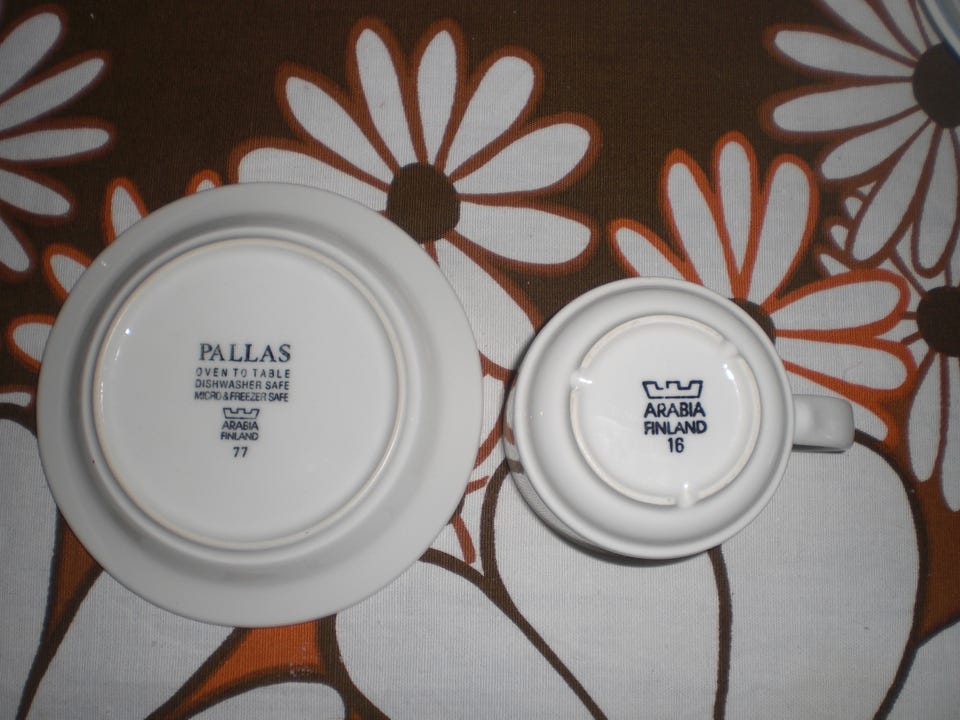 PALLAS
OVEN TO TABLE
DISHWASHER SAFE
MICRO & FREEZER SAFE
ARABIA
FINLAND
77
ARABIA
FINLAND
16